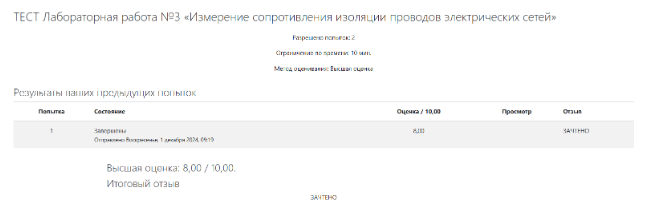 ТЕСТ Лабораторная работа №3 «Измерение сопротивления изоляции проводов электрических сетей»
Разрешено попыток: 2
Ограничение по времени: 10 мин.
Метод оценивания: Высшая оценка
Результаты ваших предыдущих попыток
Попытка Состояние Оценка / 10,00 Просмотр Отзыв
1 Завершены 8,00 ЗАЧТЕНО
Отправлено Воскресенье, 1 декабря 2024, 09:19
Высшая оценка: 8,00 / 10,00.
Итоговый отзыв
ЗАЧТЕНО